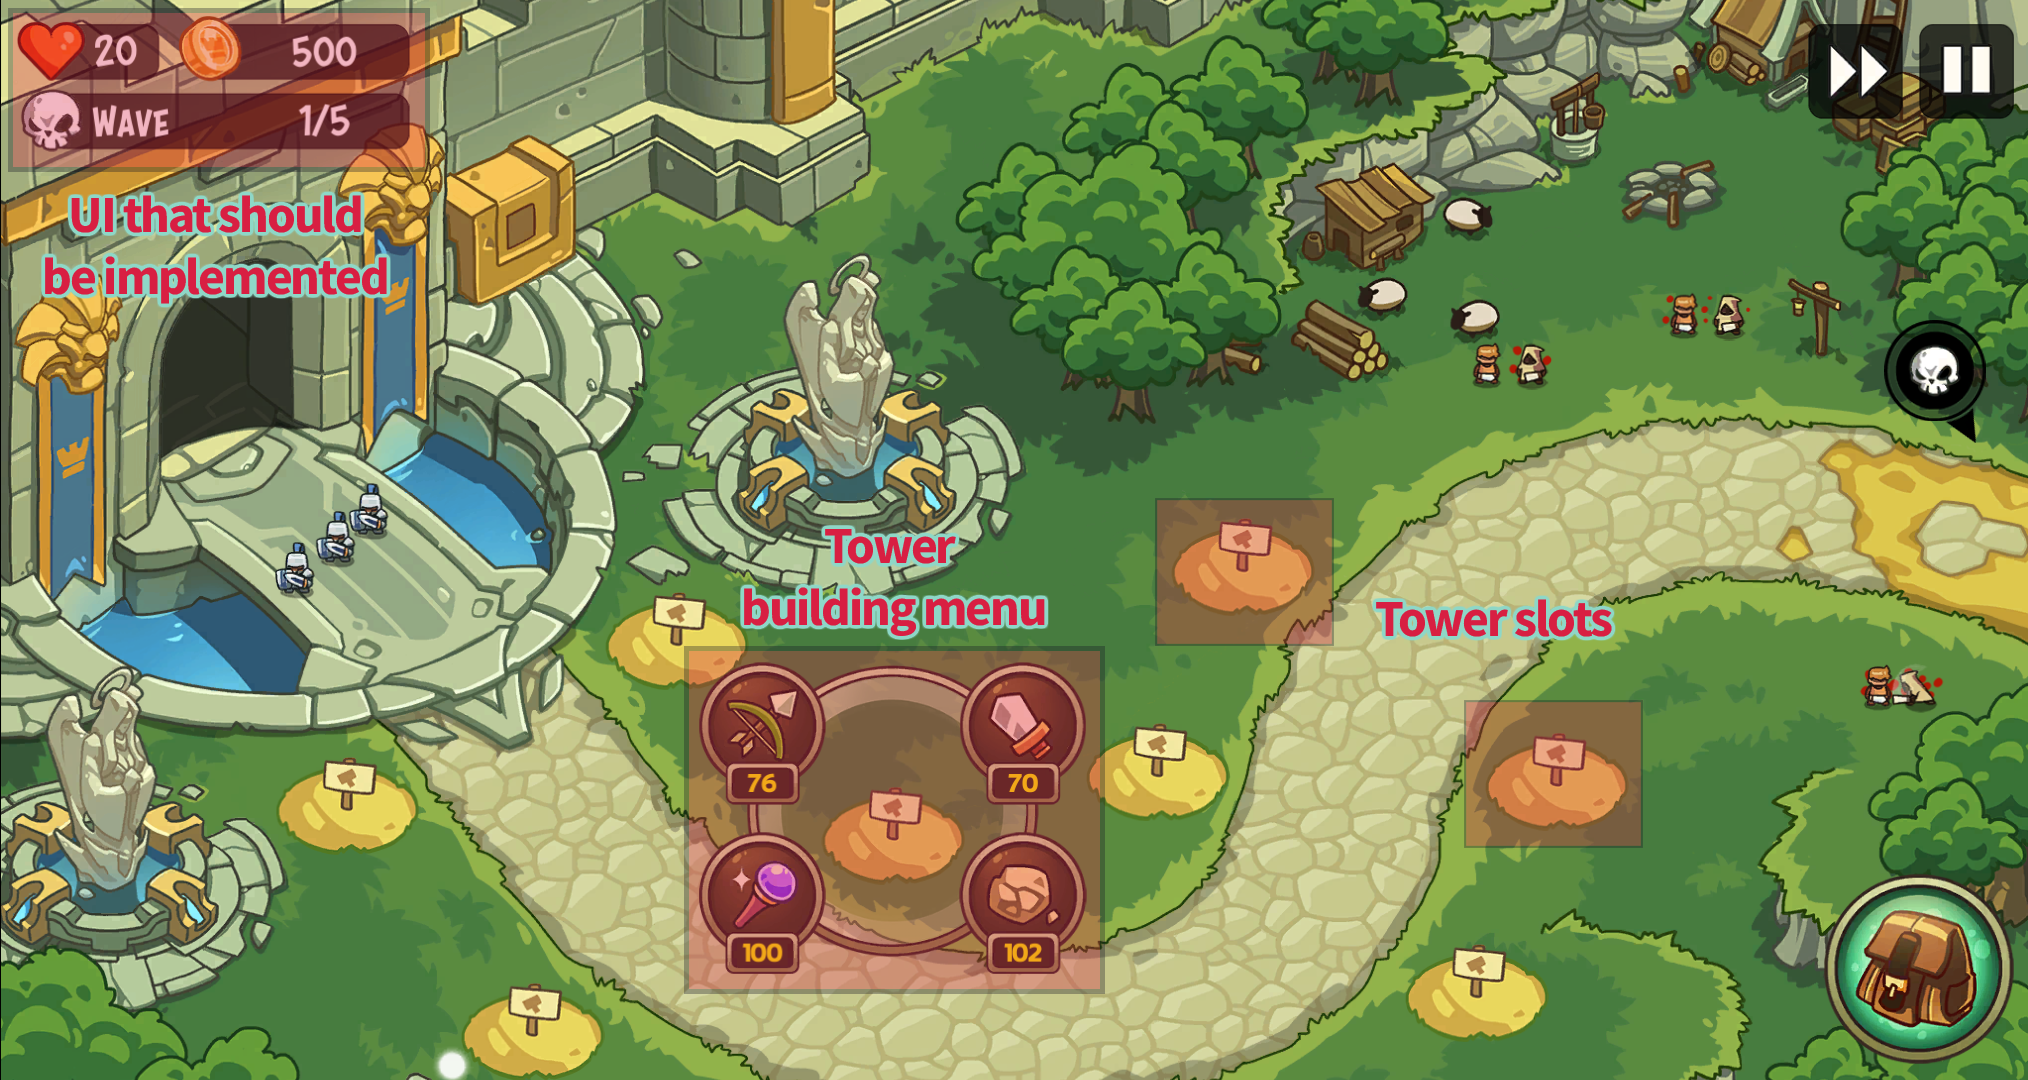 20 500
WAVE 1/5
UI that should
be implemented
Tower
building menu
Tower slots
76 70
100 102